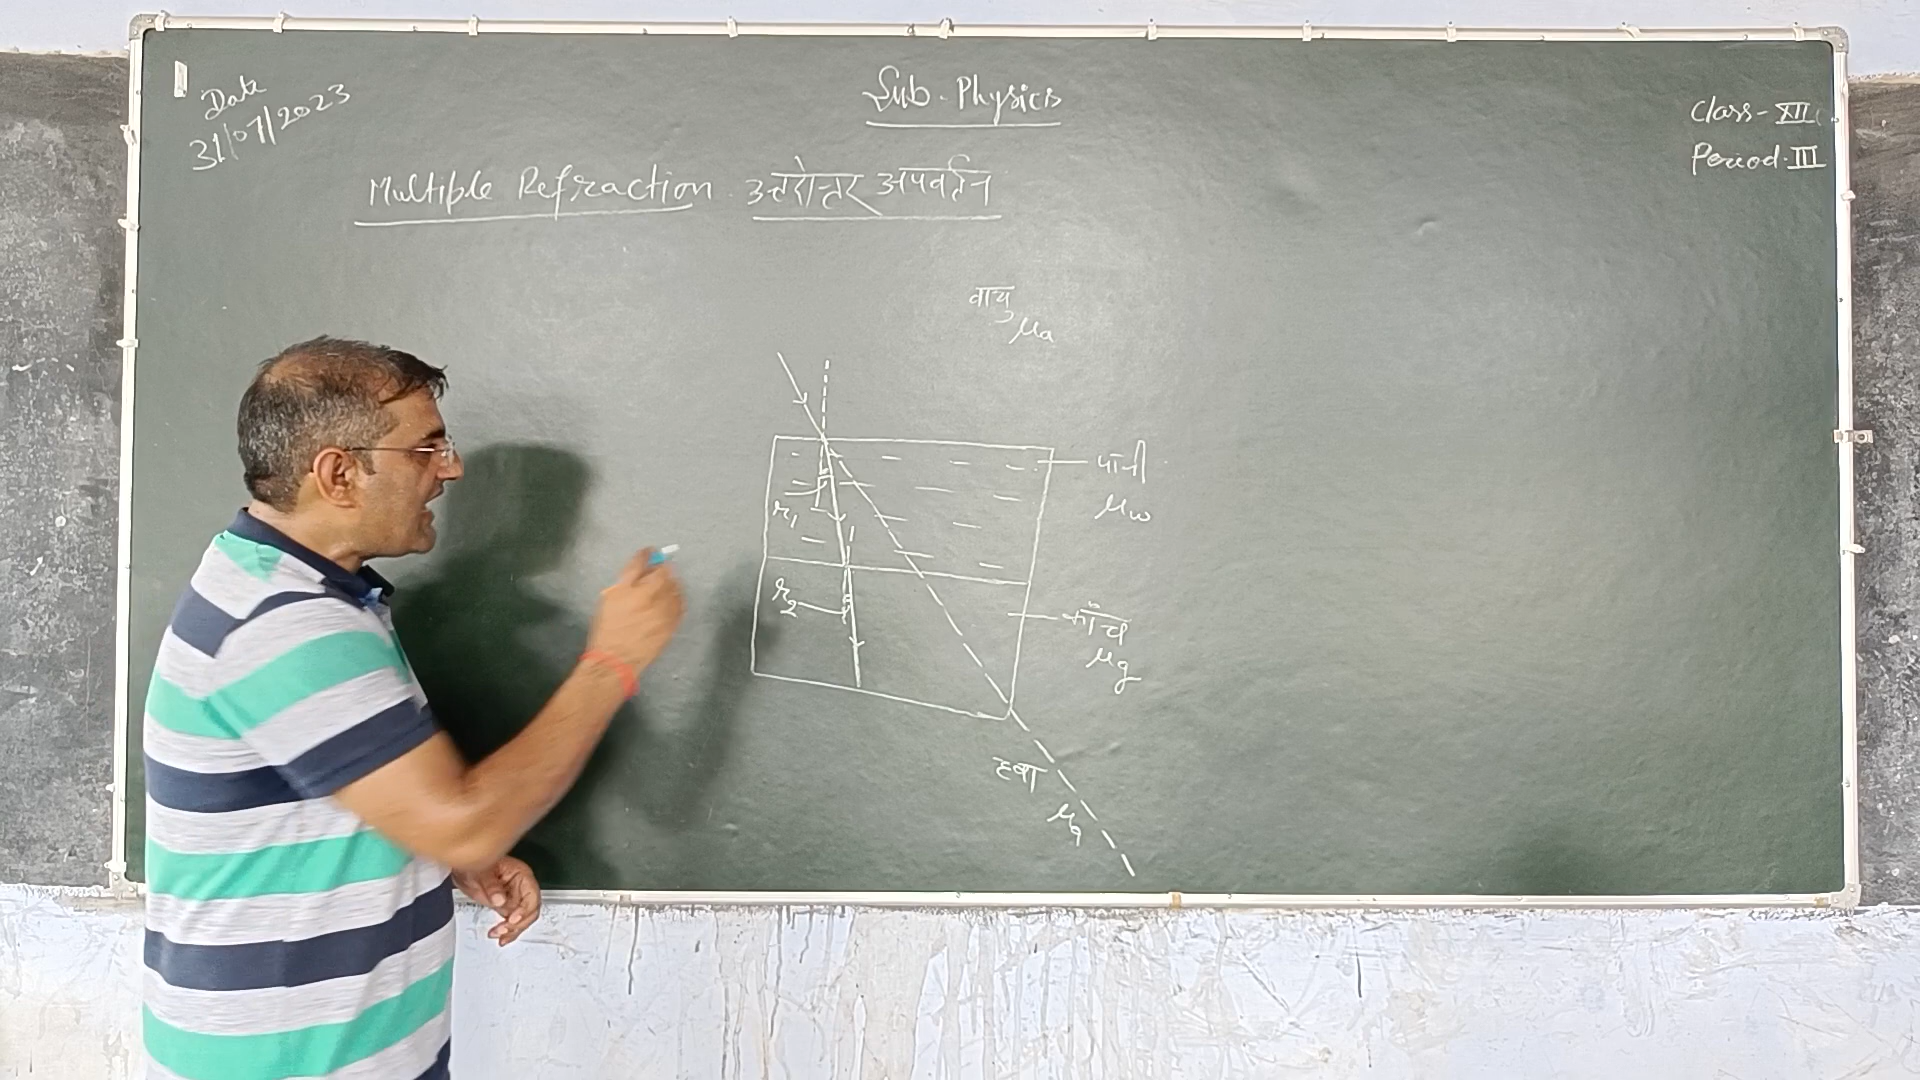 Date
31/07/2023
Sub. Physics
Class-XII
Period-III
Multiple Refraction. उत्तरोत्तर अपवर्तन
वायु
μa
पानी
μw
r1
r2
काँच
μg
हवा
μa